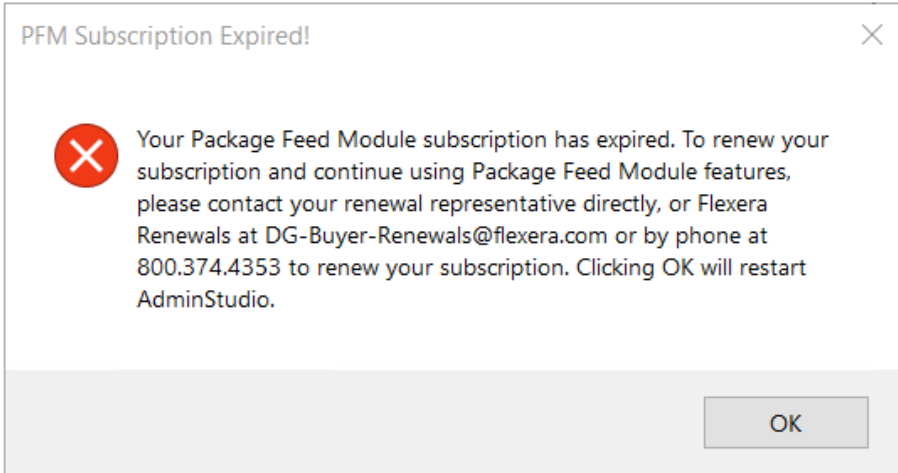 PFM Subscription Expired!
Your Package Feed Module subscription has expired. To renew your
subscription and continue using Package Feed Module features,
please contact your renewal representative directly, or Flexera
Renewals at DG-Buyer-Renewals@flexera.com or by phone at
800.374.4353 to renew your subscription. Clicking OK will restart
AdminStudio.
OK